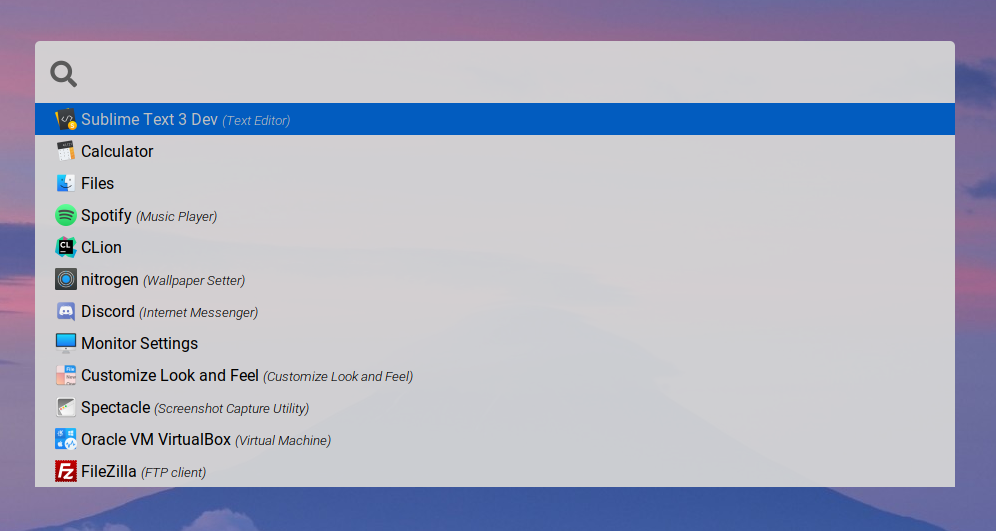 Sublime Text 3 Dev (Text Editor)
Calculator
Files
Spotify (Music Player)
CL CLion
nitrogen (Wallpaper Setter)
Discord (Internet Messenger)
Monitor Settings
Customize Look and Feel (Customize Look and Feel)
Spectacle (Screenshot Capture Utility)
Oracle VM VirtualBox (Virtual Machine)
Fz FileZilla (FTP client)